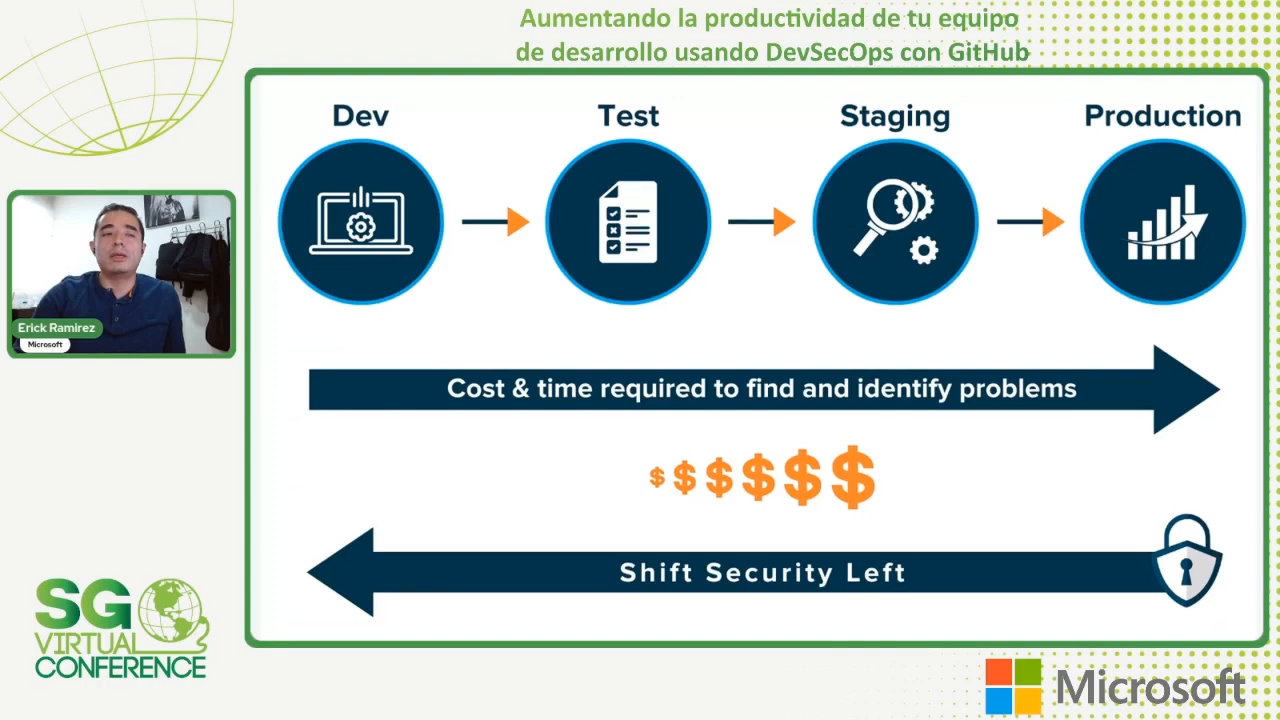 Aumentando la productividad de tu equipo
de desarrollo usando DevSecOps con GitHub
Dev
Test
Staging
Production
Erick Ramirez
Microsoft
Cost & time required to find and identify problems
$ $ $ $ $ $
Shift Security Left
SG
VIRTUAL
CONFERENCE
Microsoft